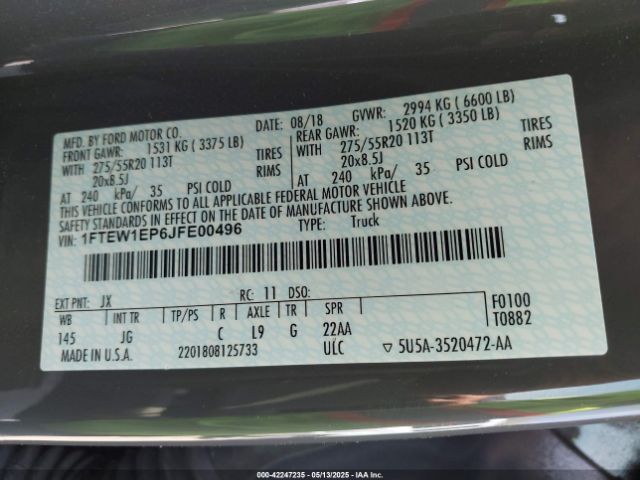 MFD. BY FORD MOTOR CO. DATE: 08/18 GVWR: 2994 KG ( 6600 LB)
FRONT GAWR: 1531 KG ( 3375 LB) REAR GAWR: 1520 KG ( 3350 LB)
WITH 275/55R20 113T TIRES WITH 275/55R20 113T TIRES
20x8.5J RIMS 20x8.5J RIMS
AT 240 kPa/ 35 PSI COLD AT 240 kPa/ 35 PSI COLD
THIS VEHICLE CONFORMS TO ALL APPLICABLE FEDERAL MOTOR VEHICLE
SAFETY STANDARDS IN EFFECT ON THE DATE OF MANUFACTURE SHOWN ABOVE.
VIN: 1FTEW1EP6JFE00496 TYPE: Truck
EXT PNT: JX RC: 11 DSO: F0100
WB INT TR TP/PS R AXLE TR SPR T0882
145 JG C L9 G 22AA
MADE IN U.S.A. 2201808125733 ULC ▽ 5U5A-3520472-AA
000-42247235 - 05/13/2025 - IAA Inc.